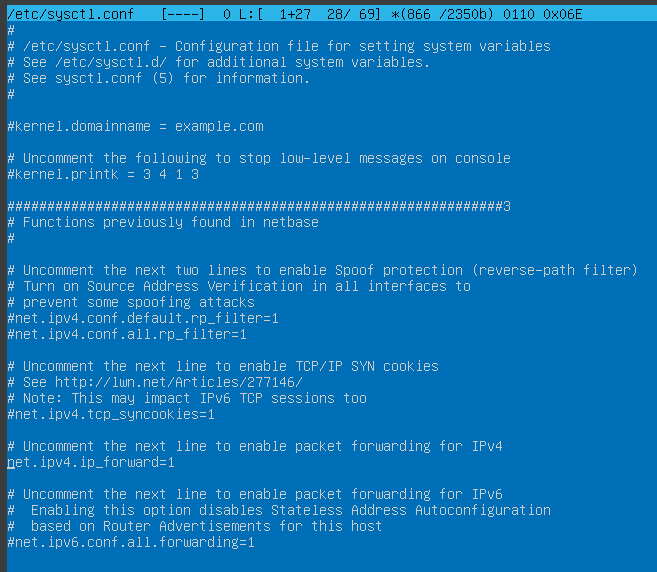 /etc/sysctl.conf   [----]  0 L:[  1+27  28/ 69] *(866 /2350b) 0110 0x06E
#
# /etc/sysctl.conf - Configuration file for setting system variables
# See /etc/sysctl.d/ for additional system variables.
# See sysctl.conf (5) for information.
#
#kernel.domainname = example.com
# Uncomment the following to stop low-level messages on console
#kernel.printk = 3 4 1 3
##############################################################3
# Functions previously found in netbase
#
# Uncomment the next two lines to enable Spoof protection (reverse-path filter)
# Turn on Source Address Verification in all interfaces to
# prevent some spoofing attacks
#net.ipv4.conf.default.rp_filter=1
#net.ipv4.conf.all.rp_filter=1
# Uncomment the next line to enable TCP/IP SYN cookies
# See http://lwn.net/Articles/277146/
# Note: This may impact IPv6 TCP sessions too
#net.ipv4.tcp_syncookies=1
# Uncomment the next line to enable packet forwarding for IPv4
net.ipv4.ip_forward=1
# Uncomment the next line to enable packet forwarding for IPv6
#  Enabling this option disables Stateless Address Autoconfiguration
#  based on Router Advertisements for this host
#net.ipv6.conf.all.forwarding=1